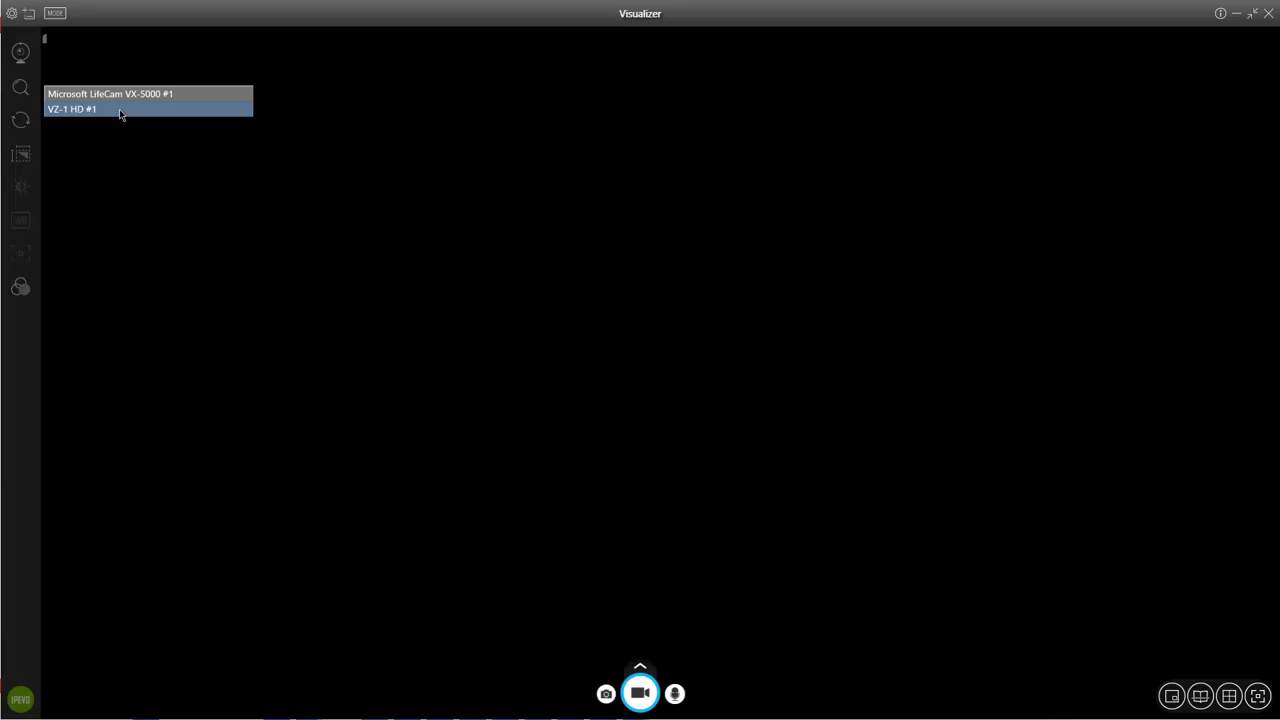 MODE
Visualizer
Microsoft LifeCam VX-5000 #1
VZ-1 HD #1
IPEVO